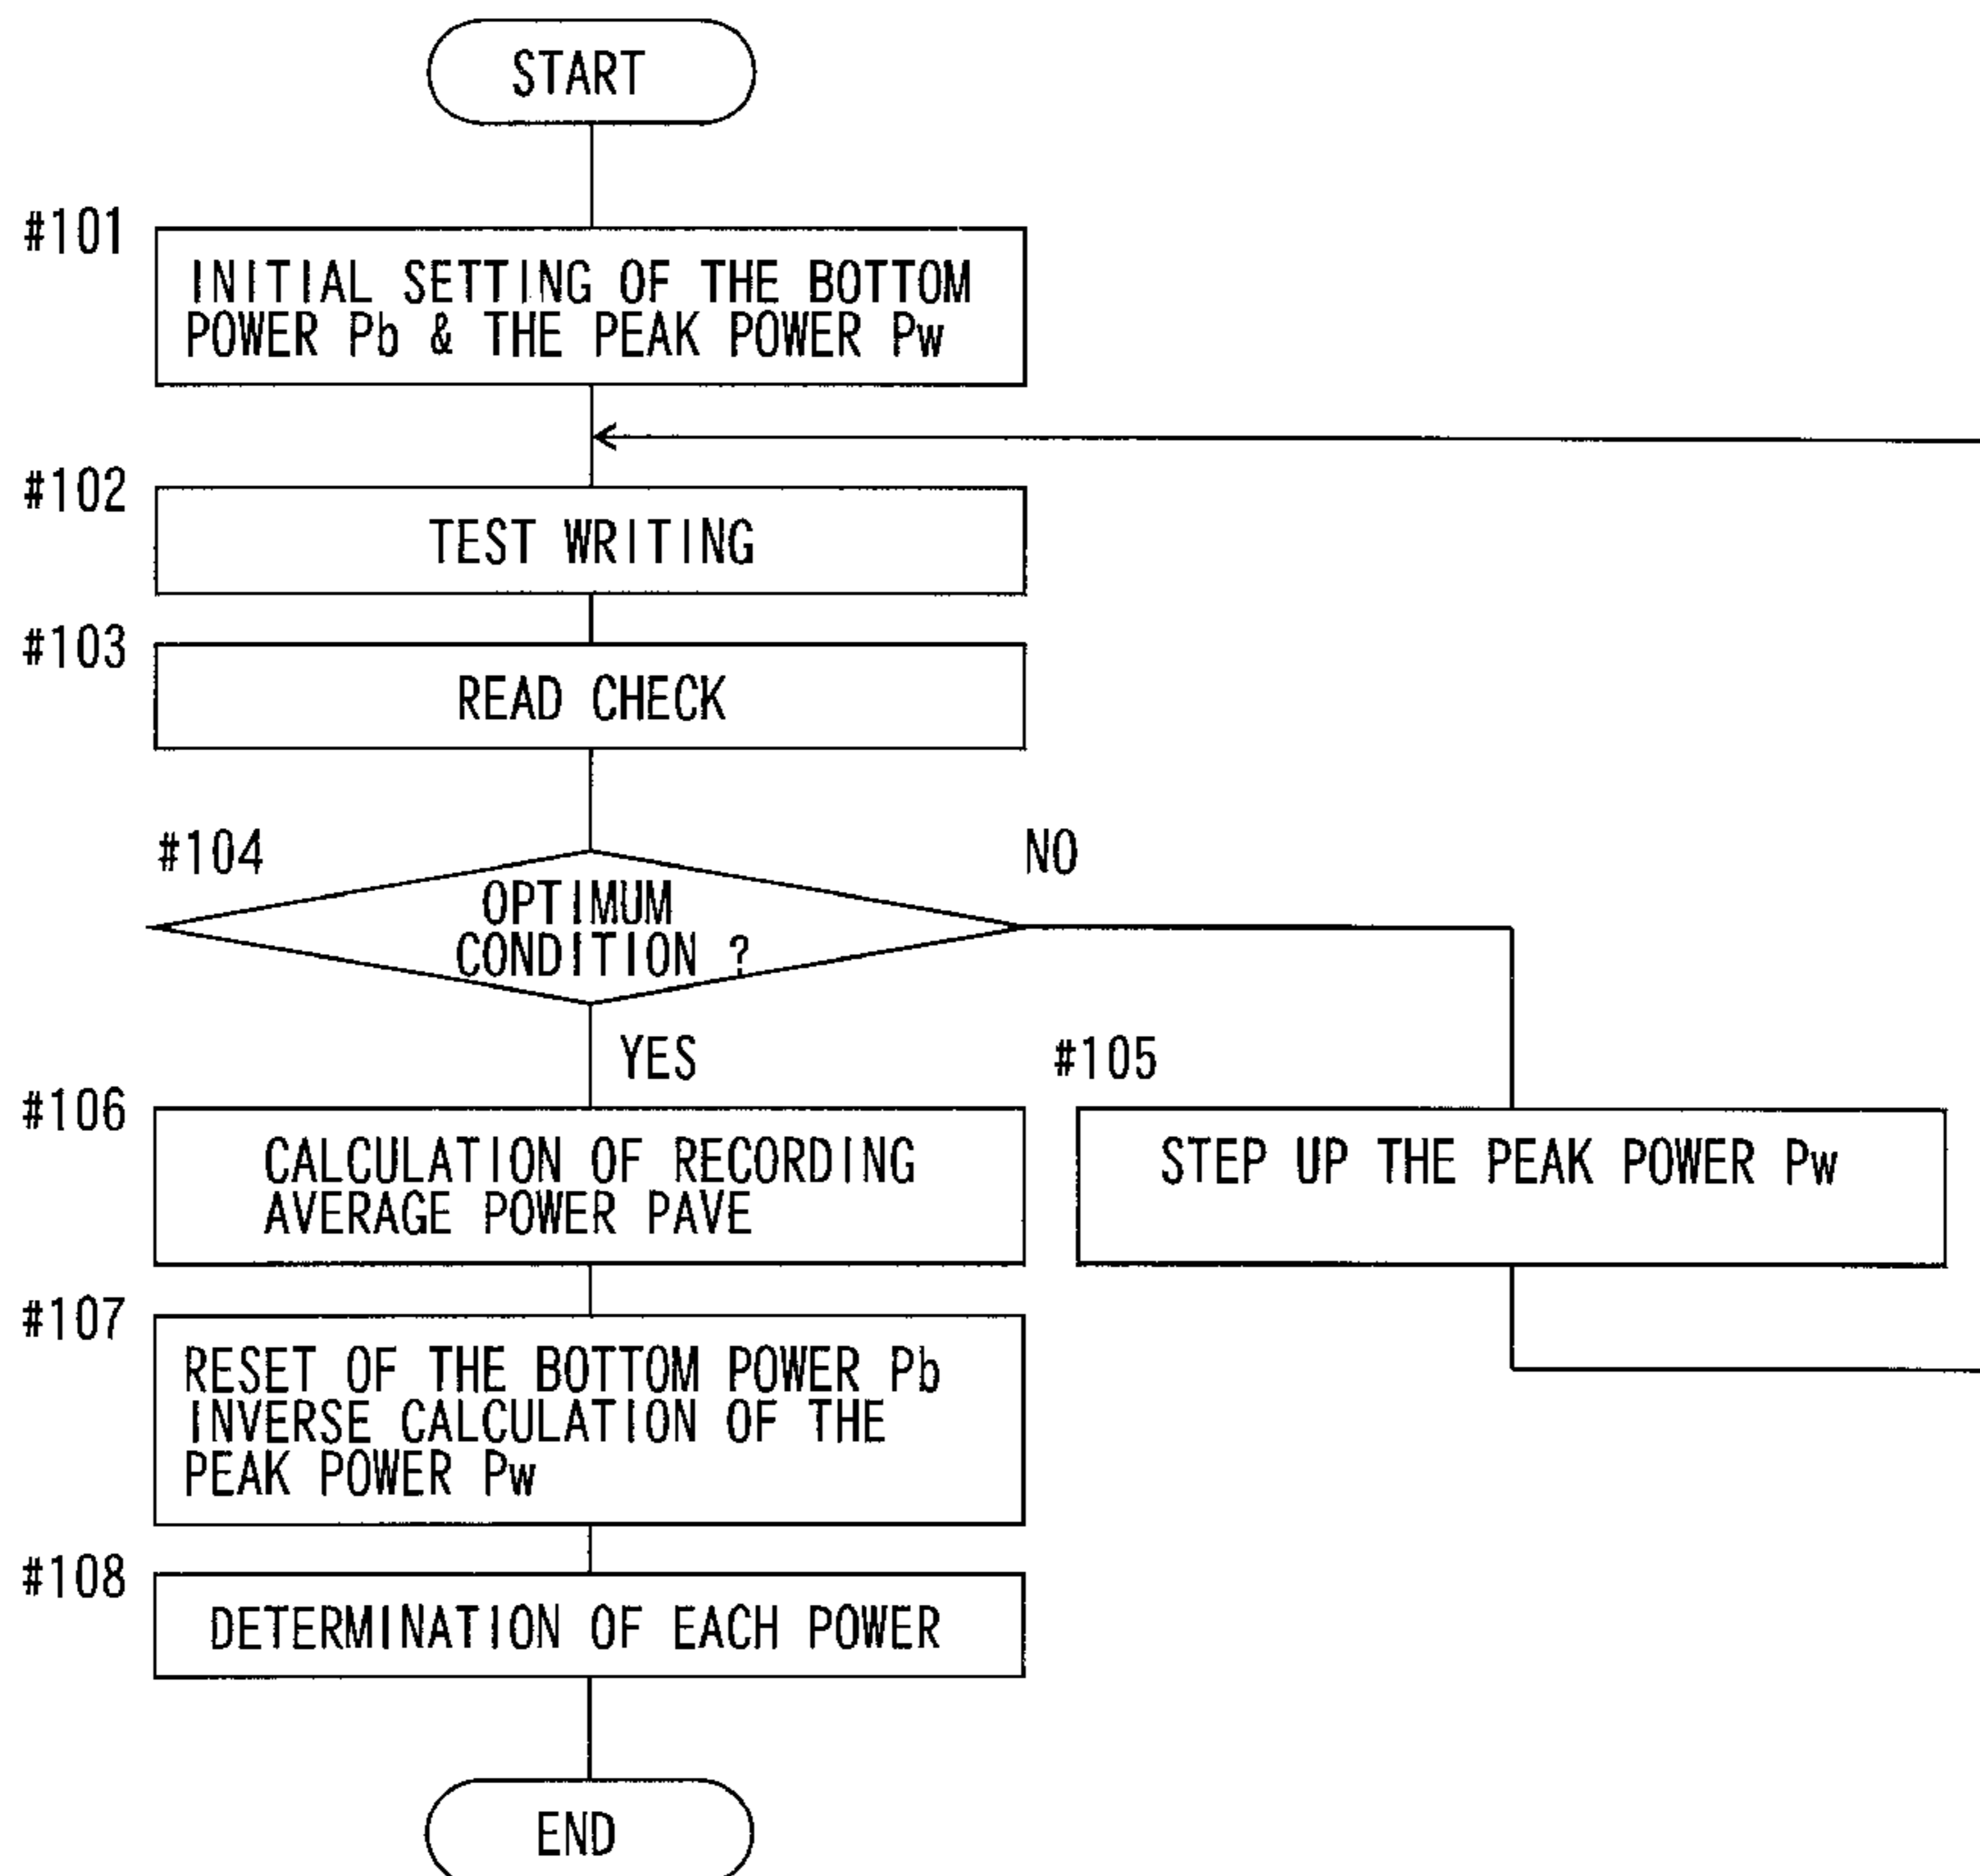 START
#101
INITIAL SETTING OF THE BOTTOM
POWER Pb & THE PEAK POWER Pw
#102
TEST WRITING
#103
READ CHECK
#104
NO
OPTIMUM
CONDITION ?
YES
#105
#106
CALCULATION OF RECORDING
AVERAGE POWER PAVE
STEP UP THE PEAK POWER Pw
#107
RESET OF THE BOTTOM POWER Pb
INVERSE CALCULATION OF THE
PEAK POWER Pw
#108
DETERMINATION OF EACH POWER
END